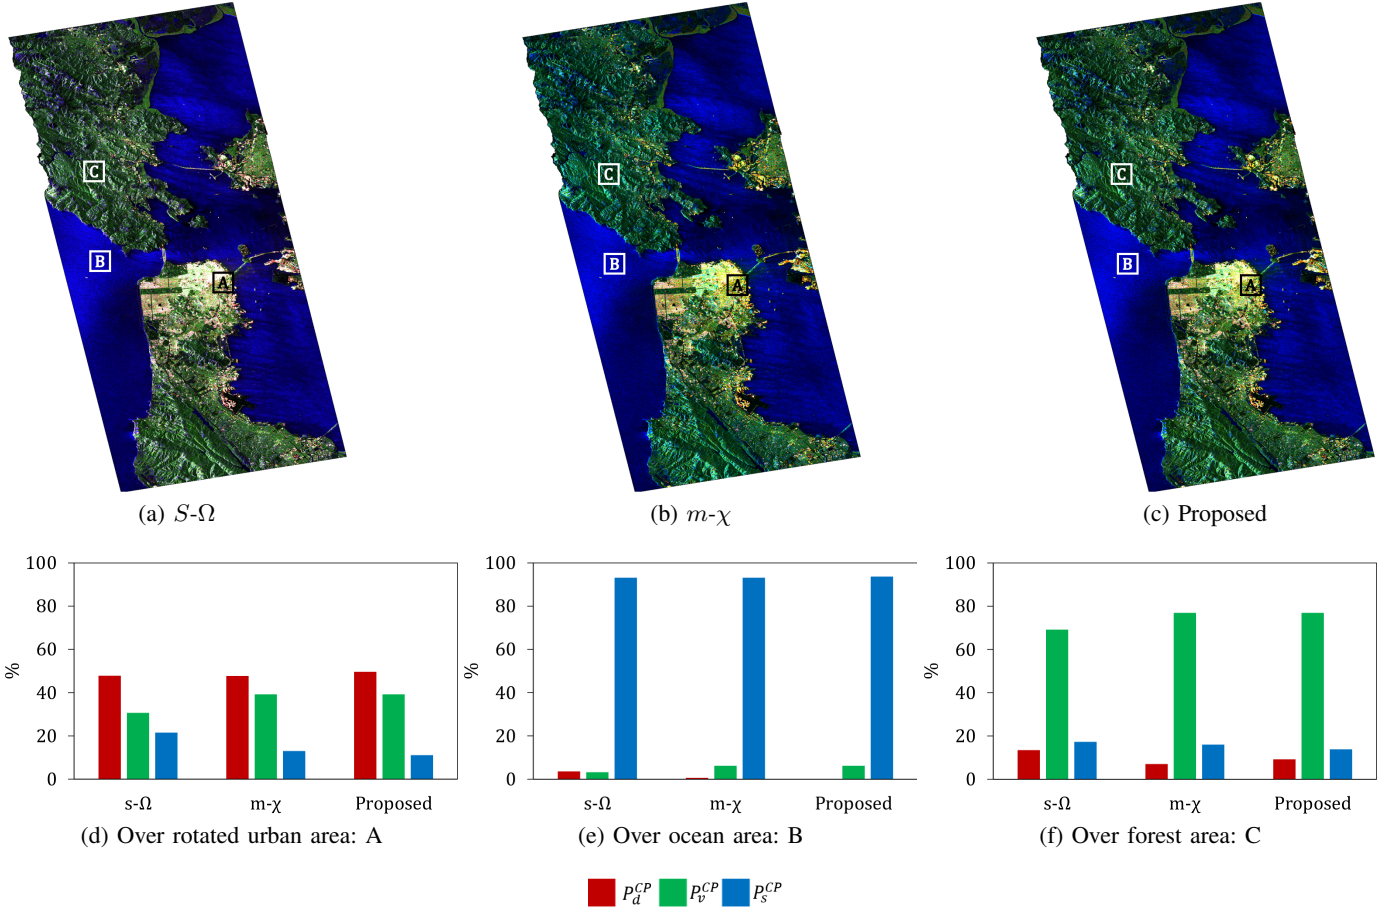 C
B
A
C
B
A
C
B
A
(a) S-Ω
(b) m-χ
(c) Proposed
100
80
60
40
20
0
%
s-Ω
m-χ
Proposed
100
80
60
40
20
0
%
s-Ω
m-χ
Proposed
100
80
60
40
20
0
%
s-Ω
m-χ
Proposed
(d) Over rotated urban area: A
(e) Over ocean area: B
(f) Over forest area: C
P_d^CP P_v^CP P_s^CP